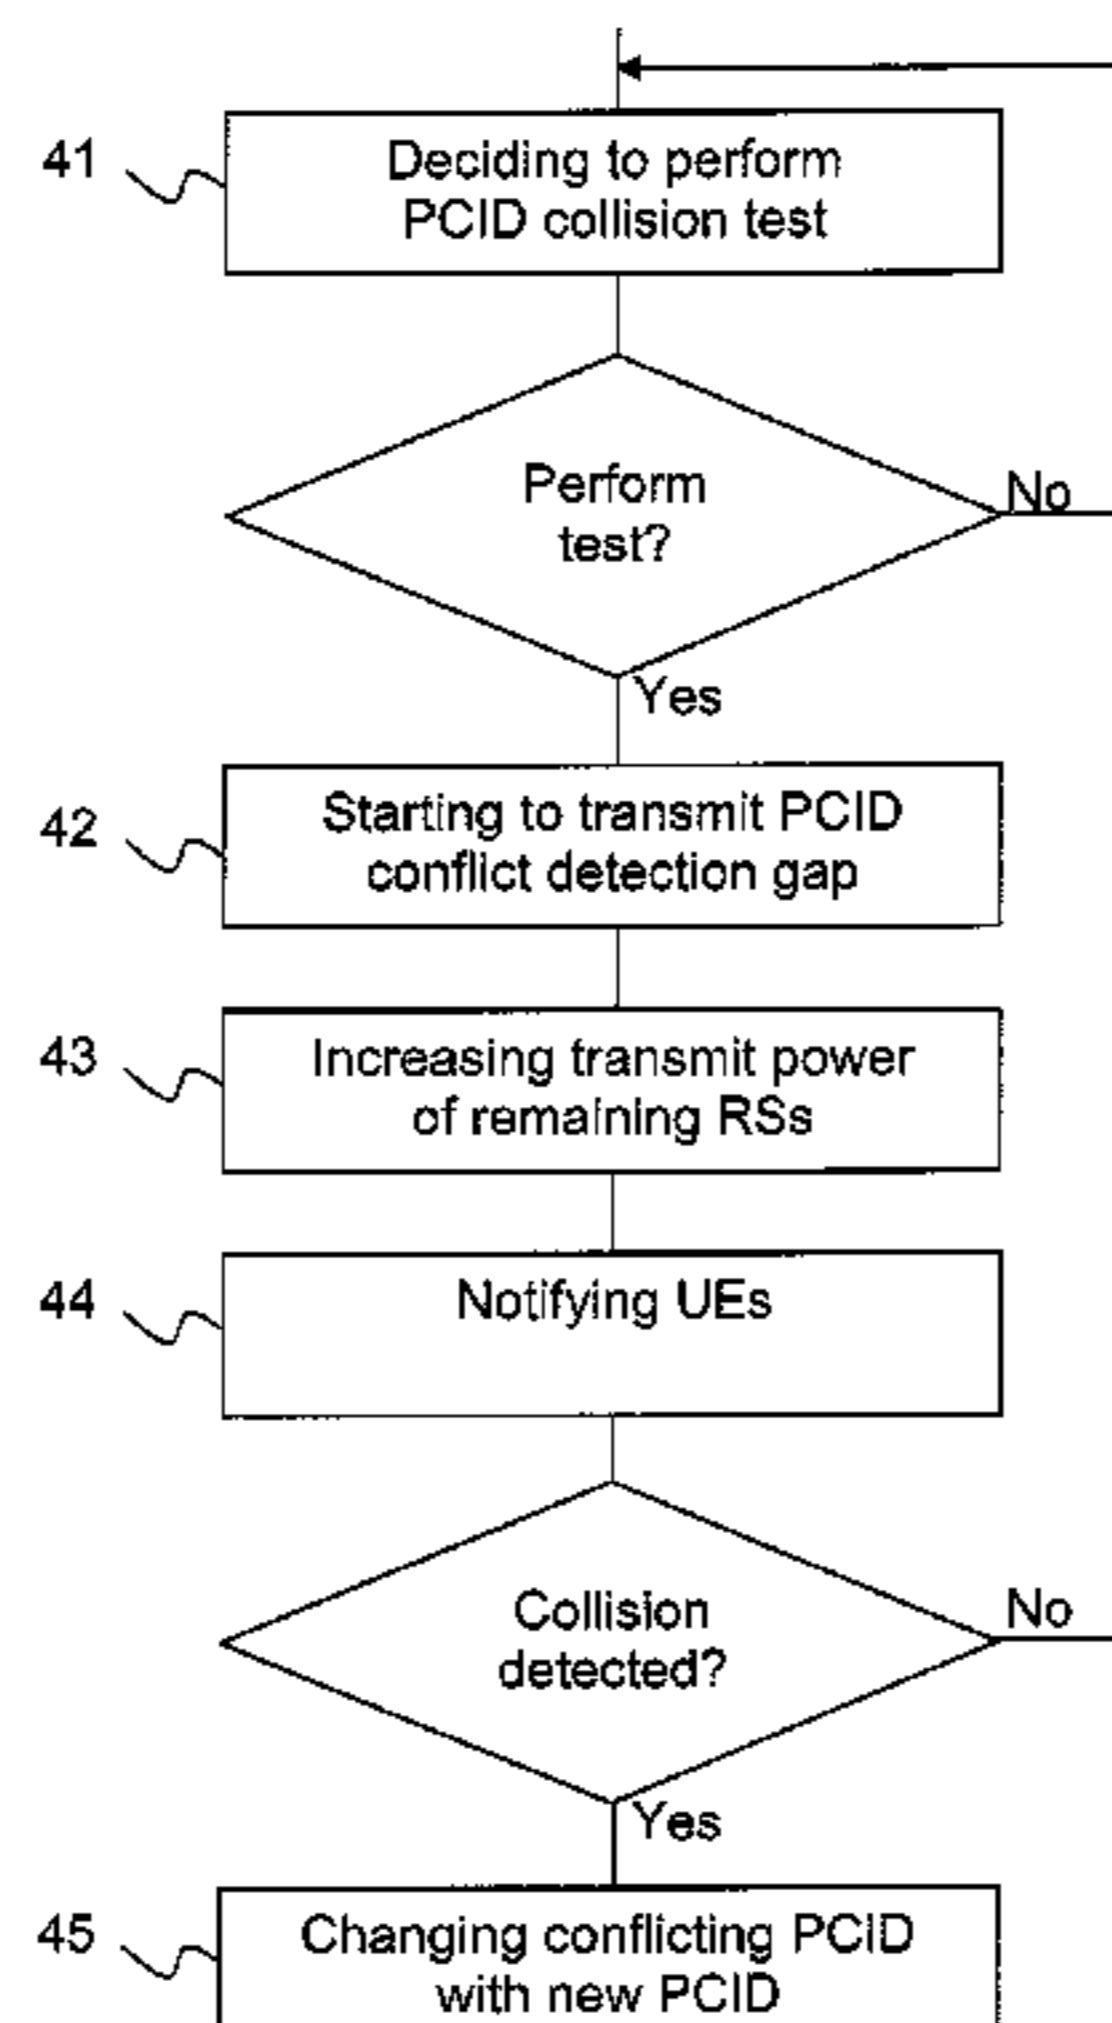 41
Deciding to perform
PCID collision test
Perform
test?
No
Yes
42
Starting to transmit PCID
conflict detection gap
43
Increasing transmit power
of remaining RSs
44
Notifying UEs
Collision
detected?
No
Yes
45
Changing conflicting PCID
with new PCID